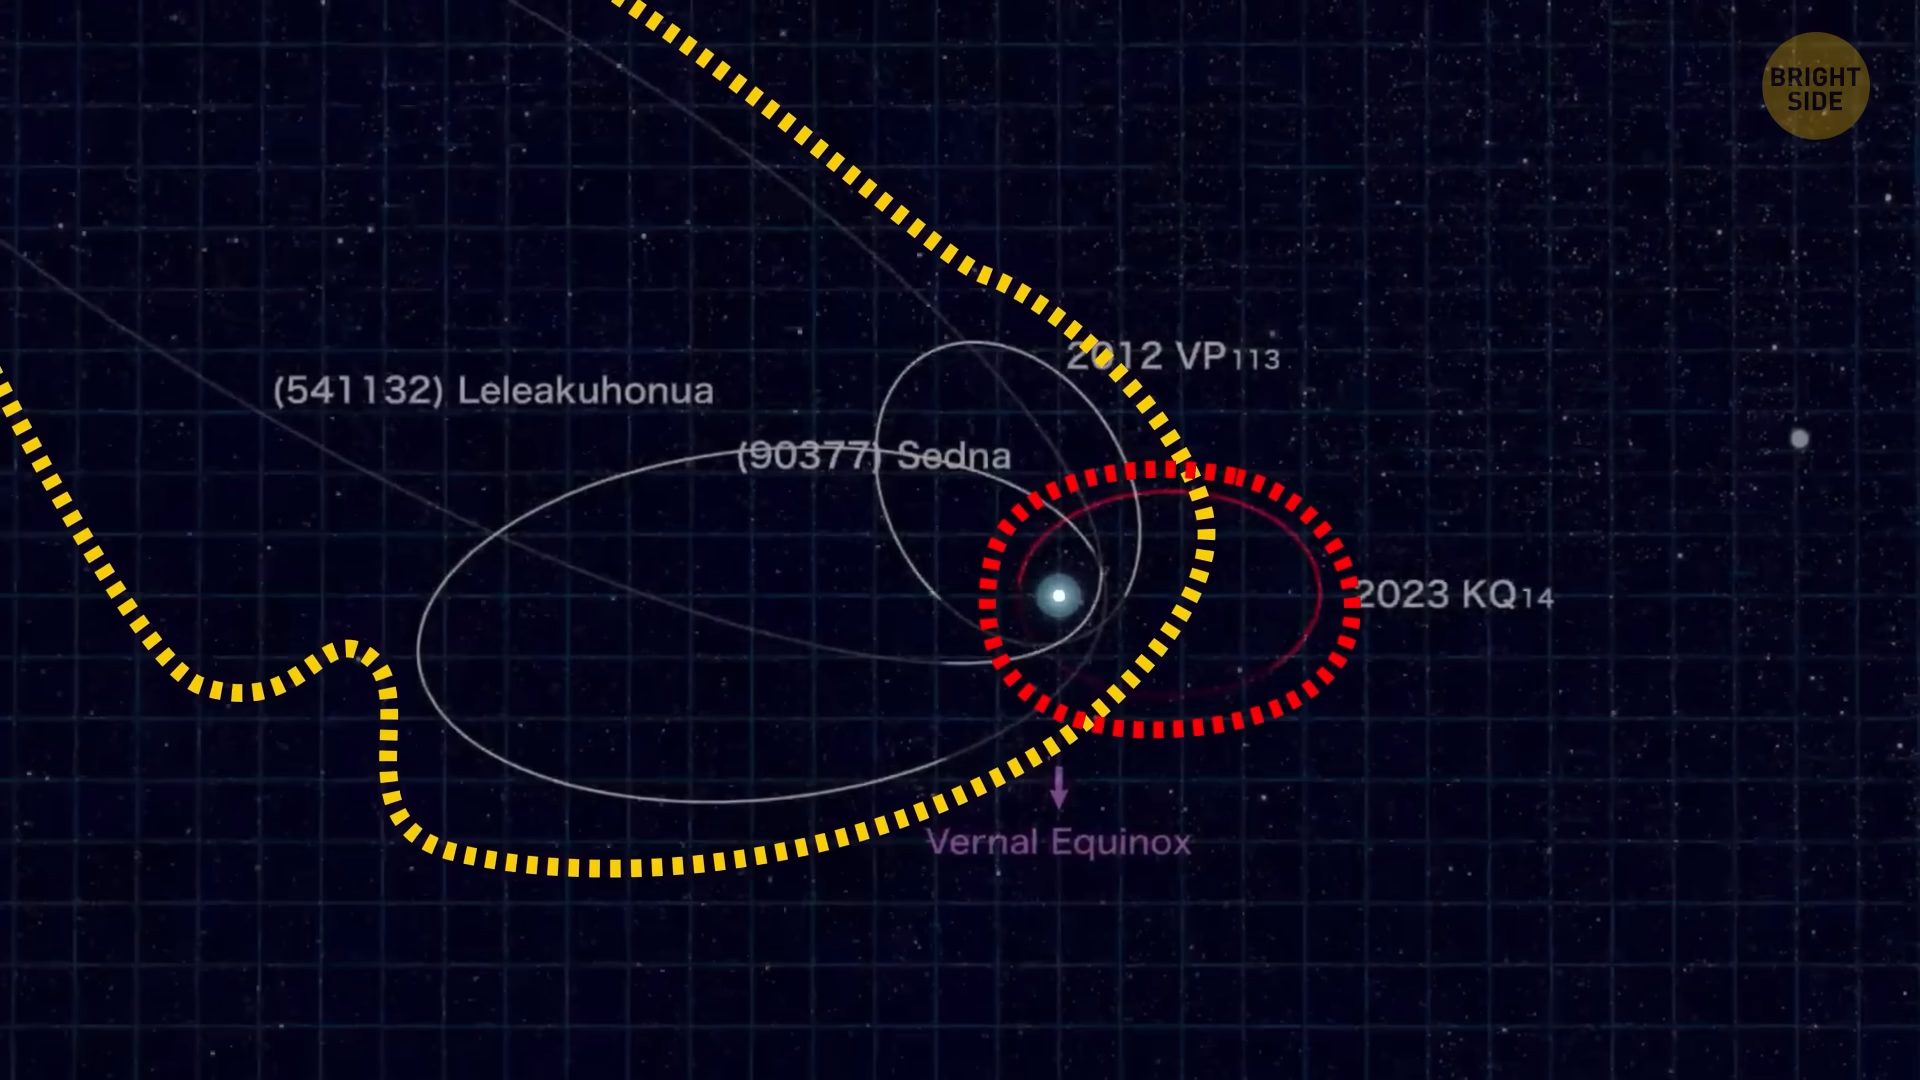 BRIGHT
SIDE
2012 VP113
(541132) Leleakuhonua
(90377) Sedna
2023 KQ14
Vernal Equinox